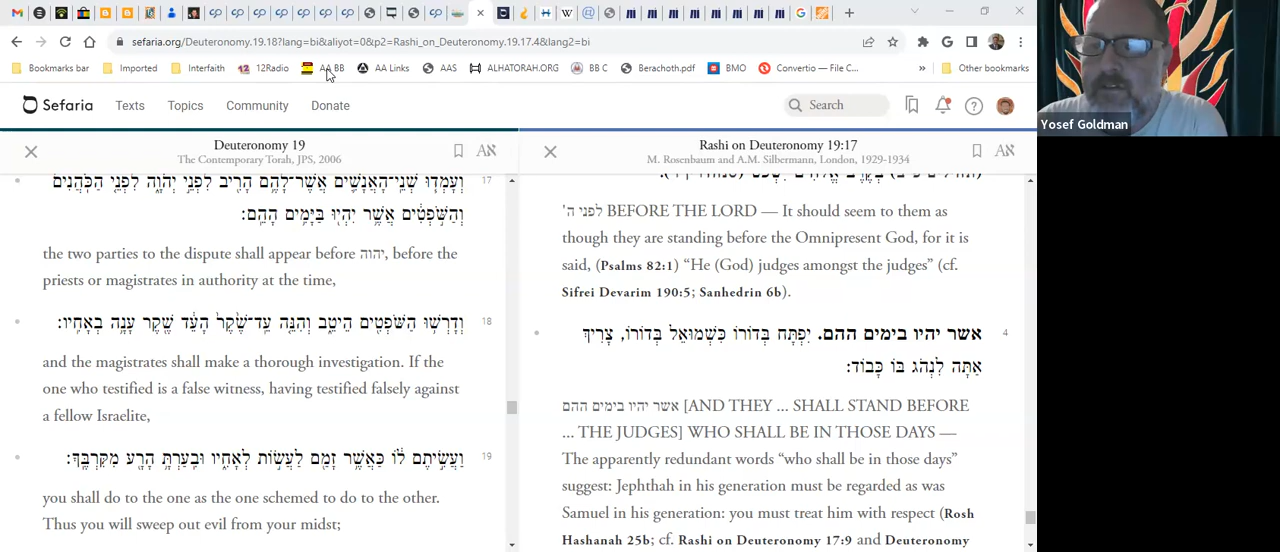 sefaria.org/Deuteronomy.19.18?lang=bi&aliyot=0&p2=Rashi_on_Deuteronomy.19.17.4&lang2=bi
Bookmarks bar Imported Interfaith 12Radio AA BB AA Links AAS ALHATORAH.ORG BB C Berachoth.pdf BMO Convertio — File C... » Other bookmarks
Sefaria Texts Topics Community Donate Search
Yosef Goldman
Deuteronomy 19
The Contemporary Torah, JPS, 2006
17
וְעָמְד֧וּ שְׁנֵֽי־הָאֲנָשִׁ֛ים אֲשֶׁר־לָהֶ֥ם הָרִ֖יב לִפְנֵ֣י יְהֹוָ֑ה לִפְנֵ֤י הַכֹּֽהֲנִים֙
וְהַשֹּׁ֣פְטִ֔ים אֲשֶׁ֥ר יִהְי֖וּ בַּיָּמִ֥ים הָהֵֽם׃
the two parties to the dispute shall appear before יהוה, before the
priests or magistrates in authority at the time,
18
וְדָרְשׁ֥וּ הַשֹּׁפְטִ֖ים הֵיטֵ֑ב וְהִנֵּ֤ה עֵֽד־שֶׁ֙קֶר֙ הָעֵ֔ד שֶׁ֖קֶר עָנָ֥ה בְאָחִֽיו׃
and the magistrates shall make a thorough investigation. If the
one who testified is a false witness, having testified falsely against
a fellow Israelite,
19
וַעֲשִׂ֣יתֶם ל֔וֹ כַּאֲשֶׁ֥ר זָמַ֖ם לַעֲשׂ֣וֹת לְאָחִ֑יו וּבִֽעַרְתָּ֥ הָרָ֖ע מִקִּרְבֶּֽךָ׃
you shall do to the one as the one schemed to do to the other.
Thus you will sweep out evil from your midst;
Rashi on Deuteronomy 19:17
M. Rosenbaum and A.M. Silbermann, London, 1929-1934
בְּקֶרֶב אֱלֹהִים יִשְׁפֹּט
לפני ה' BEFORE THE LORD — It should seem to them as
though they are standing before the Omnipresent God, for it is
said, (Psalms 82:1) “He (God) judges amongst the judges” (cf.
Sifrei Devarim 190:5; Sanhedrin 6b).
4
אשר יהיו בימים ההם. יִפְתָּח בְּדוֹרוֹ כִּשְׁמוּאֵל בְּדוֹרוֹ, צָרִיךְ
אַתָּה לִנְהֹג בּוֹ כָּבוֹד:
אשר יהיו בימים ההם [AND THEY … SHALL STAND BEFORE
… THE JUDGES] WHO SHALL BE IN THOSE DAYS —
The apparently redundant words “who shall be in those days”
suggest: Jephthah in his generation must be regarded as was
Samuel in his generation: you must treat him with respect (Rosh
Hashanah 25b; cf. Rashi on Deuteronomy 17:9 and Deuteronomy